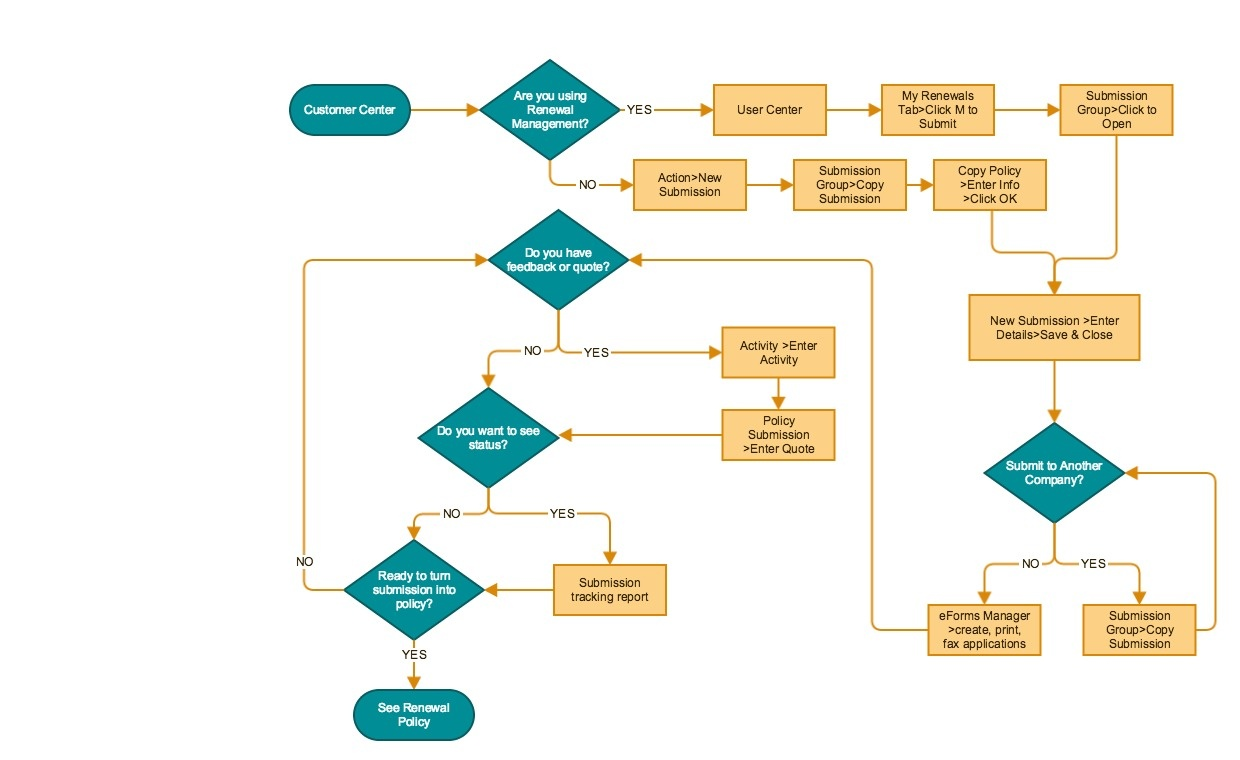 Customer Center
Are you using
Renewal
Management?
YES
User Center
My Renewals
Tab>Click M to
Submit
Submission
Group>Click to
Open
NO
Action>New
Submission
Submission
Group>Copy
Submission
Copy Policy
>Enter Info
>Click OK
Do you have
feedback or quote?
New Submission >Enter
Details>Save & Close
NO
YES
Activity >Enter
Activity
Do you want to see
status?
Policy
Submission
>Enter Quote
Submit to Another
Company?
NO
YES
NO
Ready to turn
submission into
policy?
Submission
tracking report
NO
YES
eForms Manager
>create, print,
fax applications
Submission
Group>Copy
Submission
YES
See Renewal
Policy